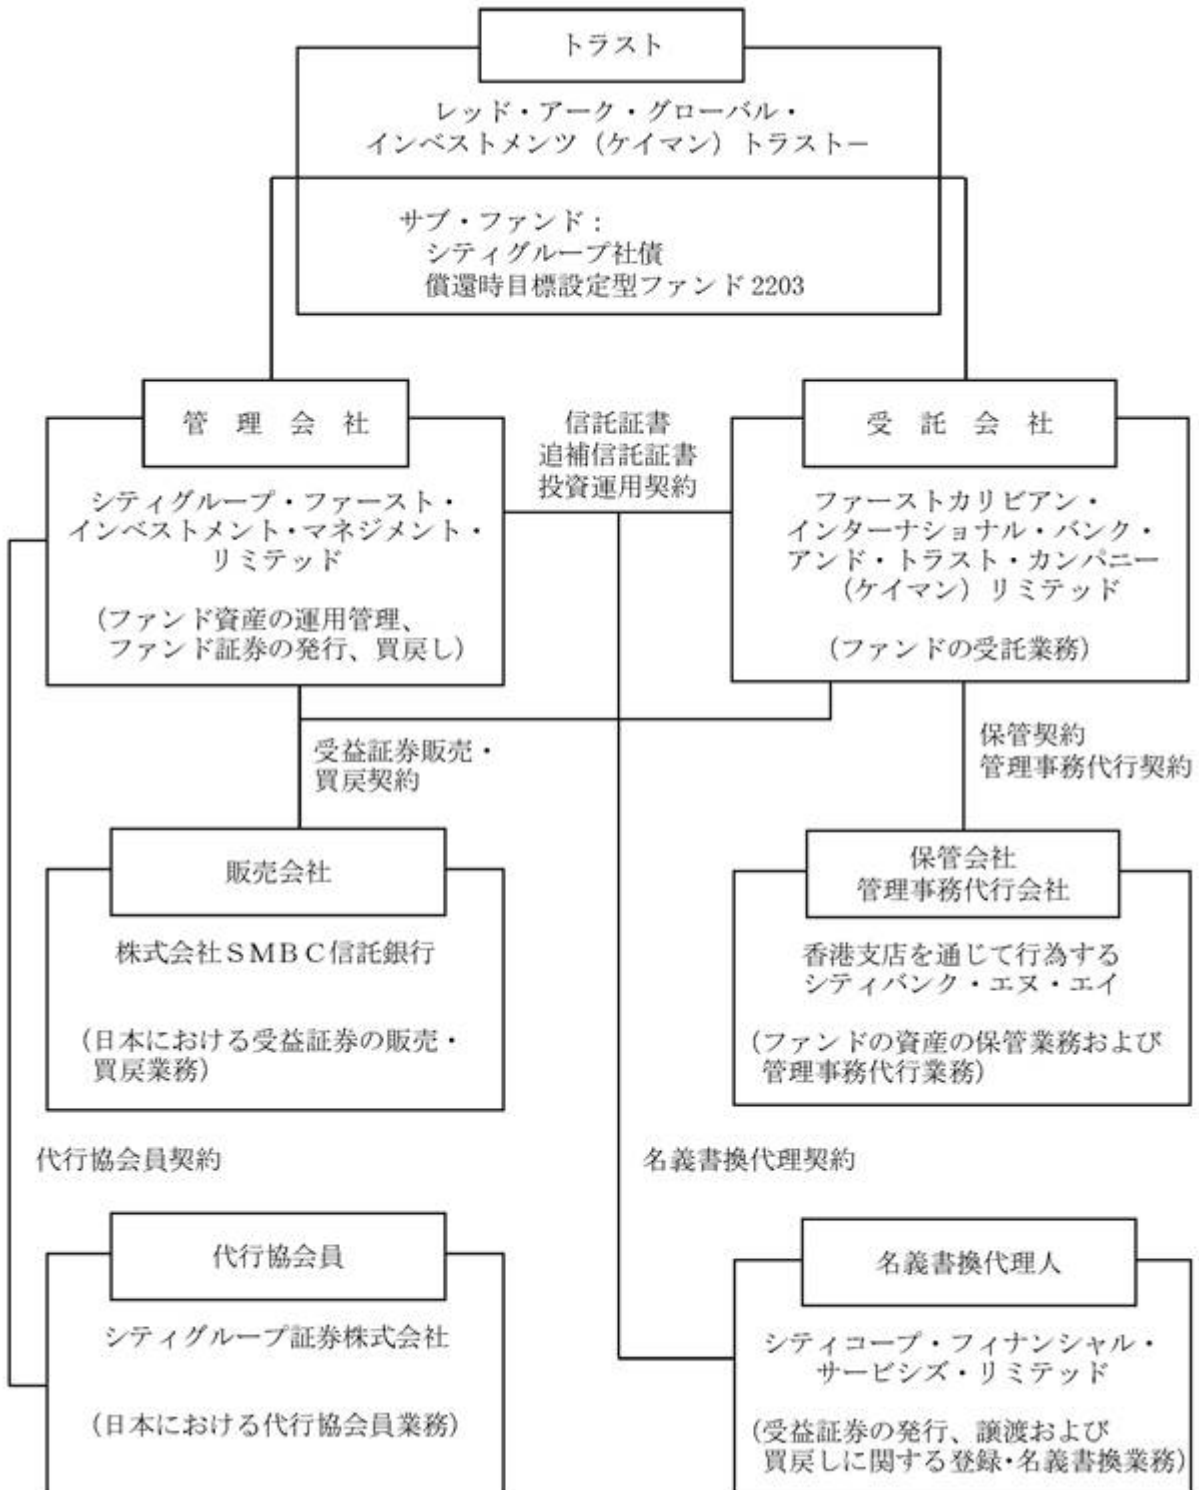 トラスト
レッド・アーク・グローバル・
インベストメンツ（ケイマン）トラスト－
サブ・ファンド：
シティグループ社債
償還時目標設定型ファンド 2203
管 理 会 社
シティグループ・ファースト・
インベストメント・マネジメント・
リミテッド
（ファンド資産の運用管理、
ファンド証券の発行、買戻し）
信託証書
追補信託証書
投資運用契約
受 託 会 社
ファーストカリビアン・
インターナショナル・バンク・
アンド・トラスト・カンパニー
（ケイマン）リミテッド
（ファンドの受託業務）
受益証券販売・
買戻契約
保管契約
管理事務代行契約
販売会社
株式会社ＳＭＢＣ信託銀行
（日本における受益証券の販売・
買戻業務）
保管会社
管理事務代行会社
香港支店を通じて行為する
シティバンク・エヌ・エイ
（ファンドの資産の保管業務および
管理事務代行業務）
代行協会員契約
名義書換代理契約
代行協会員
シティグループ証券株式会社
（日本における代行協会員業務）
名義書換代理人
シティコープ・フィナンシャル・
サービシズ・リミテッド
（受益証券の発行、譲渡および
買戻しに関する登録・名義書換業務）